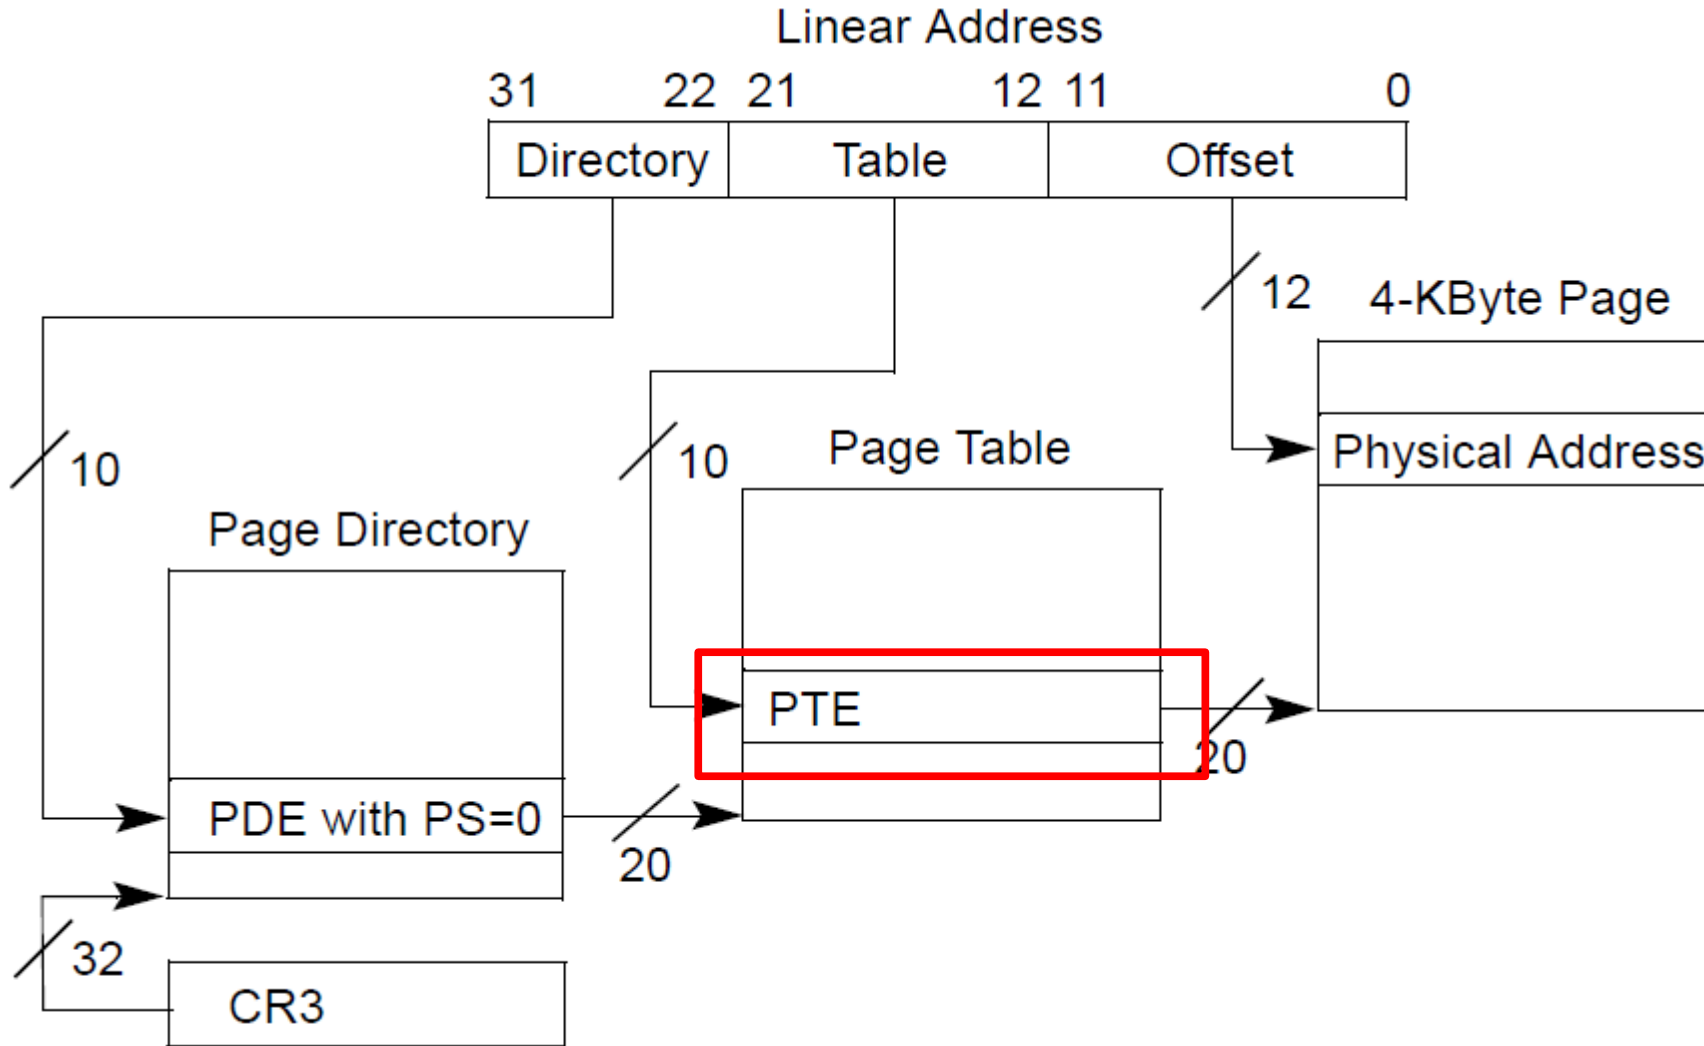 Linear Address
31 22 21 12 11 0
Directory Table Offset
12
4-KByte Page
Physical Address
10
10
Page Table
Page Directory
PTE
20
PDE with PS=0
20
32
CR3